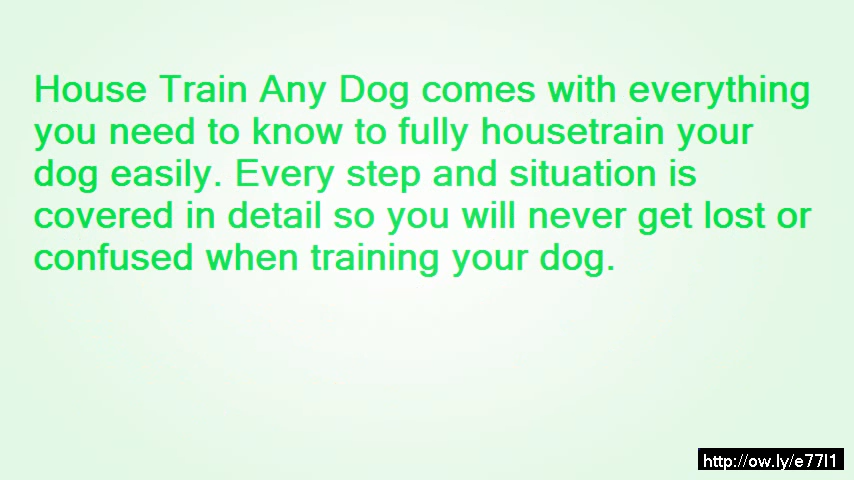 House Train Any Dog comes with everything
you need to know to fully housetrain your
dog easily. Every step and situation is
covered in detail so you will never get lost or
confused when training your dog.
http://ow.ly/e77l1